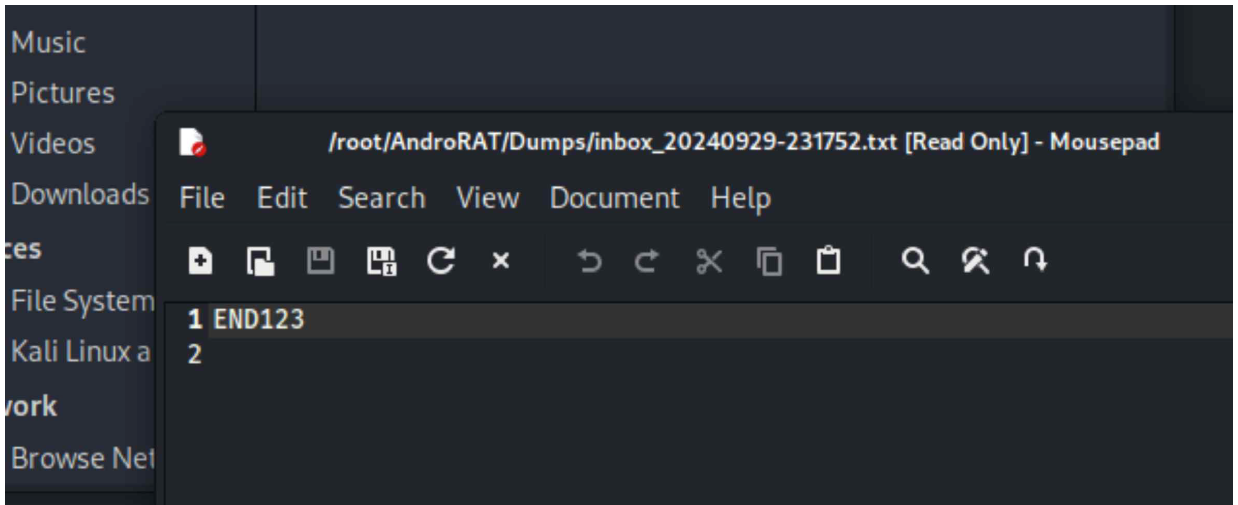 Music
Pictures
Videos
Downloads
ces
File System
Kali Linux a
work
Browse Net
/root/AndroRAT/Dumps/inbox_20240929-231752.txt [Read Only] - Mousepad
File Edit Search View Document Help
1 END123
2